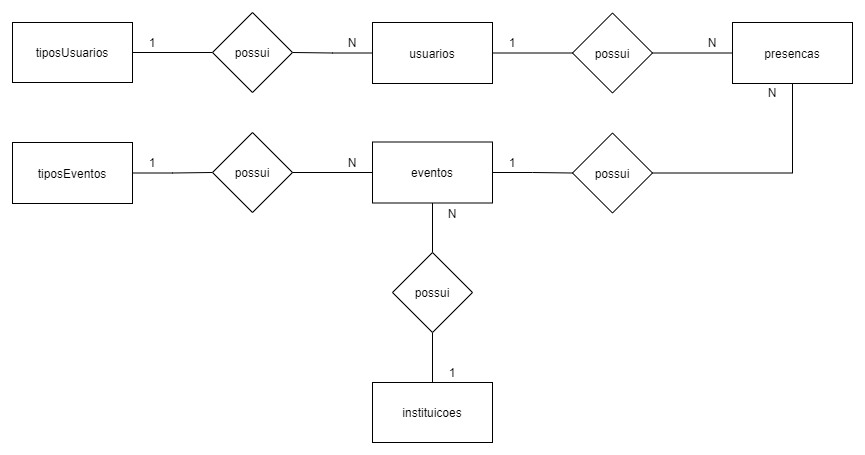 tiposUsuarios
1
possui
N
usuarios
1
possui
N
presencas
N
tiposEventos
1
possui
N
eventos
1
possui
N
possui
1
instituicoes